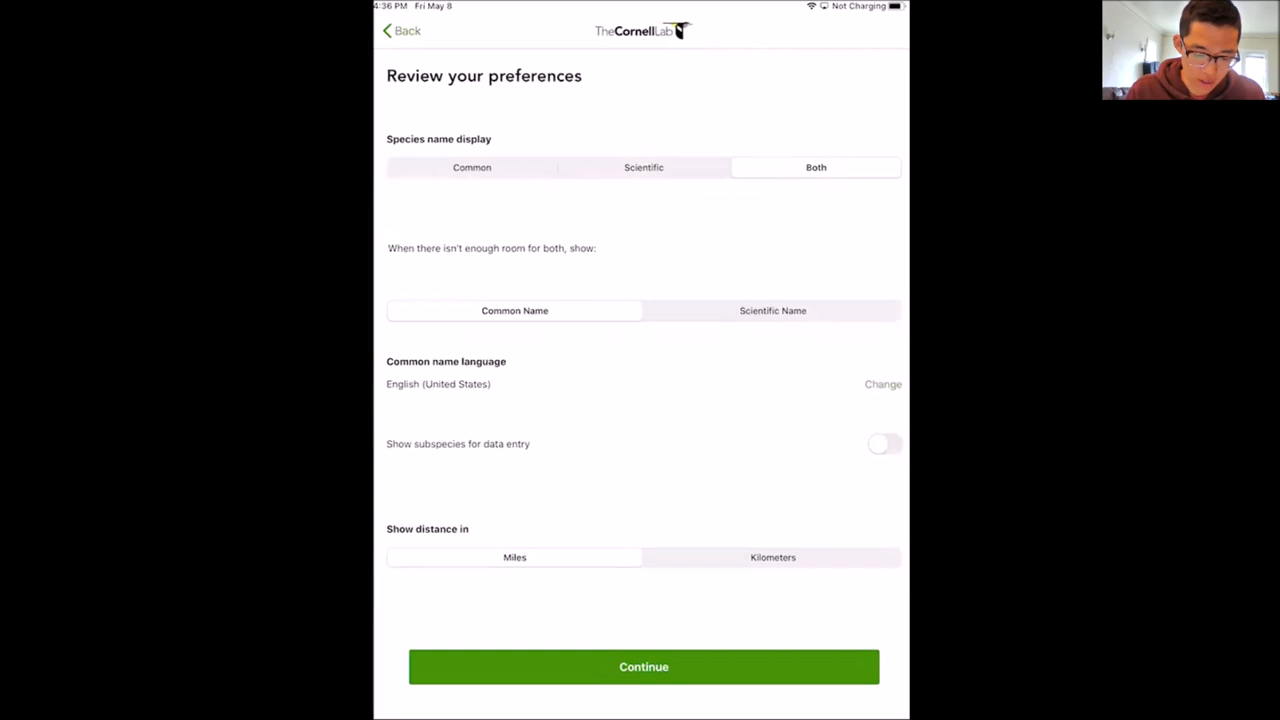 4:36 PM Fri May 8 Not Charging
Back
TheCornellLab
Review your preferences
Species name display
Common Scientific Both
When there isn't enough room for both, show:
Common Name Scientific Name
Common name language
English (United States) Change
Show subspecies for data entry
Show distance in
Miles Kilometers
Continue